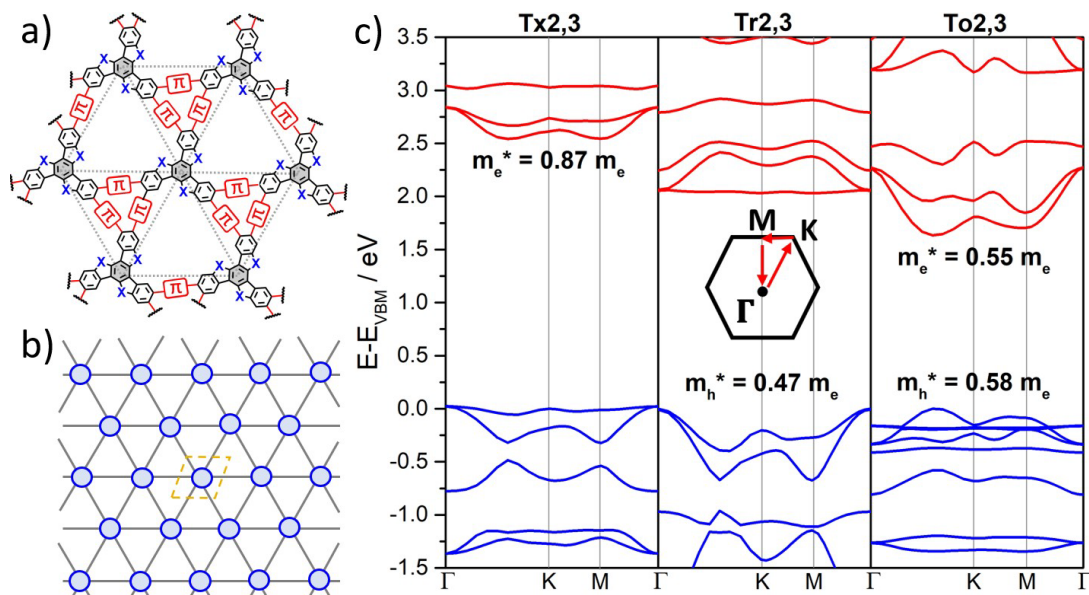 a)
X X
X X
π π
π π π
X X X
X X X
π π
π π π π
X X
X X
π π
b)
c)
Tx2,3 Tr2,3 To2,3
E-E_VBM / eV
3.5
3.0
2.5
2.0
1.5
1.0
0.5
0.0
-0.5
-1.0
-1.5
m_e* = 0.87 m_e
M K
Γ
m_h* = 0.47 m_e
m_e* = 0.55 m_e
m_h* = 0.58 m_e
Γ K M Γ K M Γ K M Γ